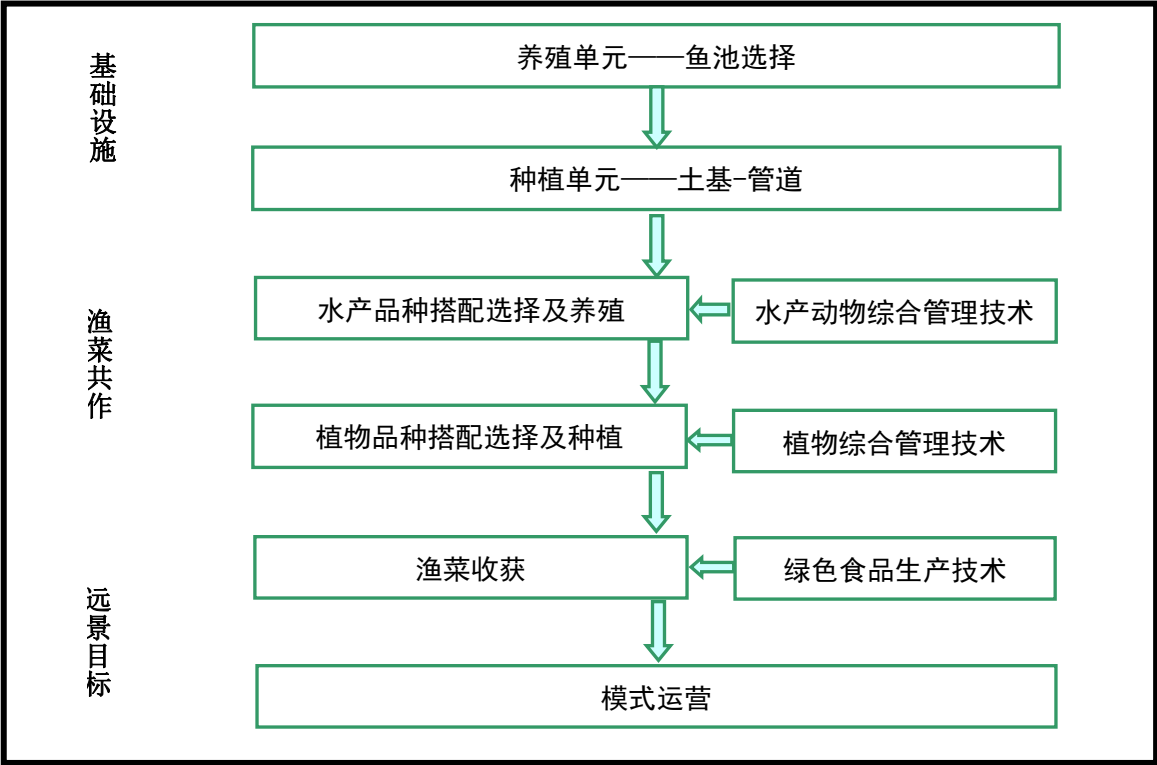 基础设施
养殖单元——鱼池选择
种植单元——土基-管道
渔菜共作
水产品种搭配选择及养殖
水产动物综合管理技术
植物品种搭配选择及种植
植物综合管理技术
远景目标
渔菜收获
绿色食品生产技术
模式运营